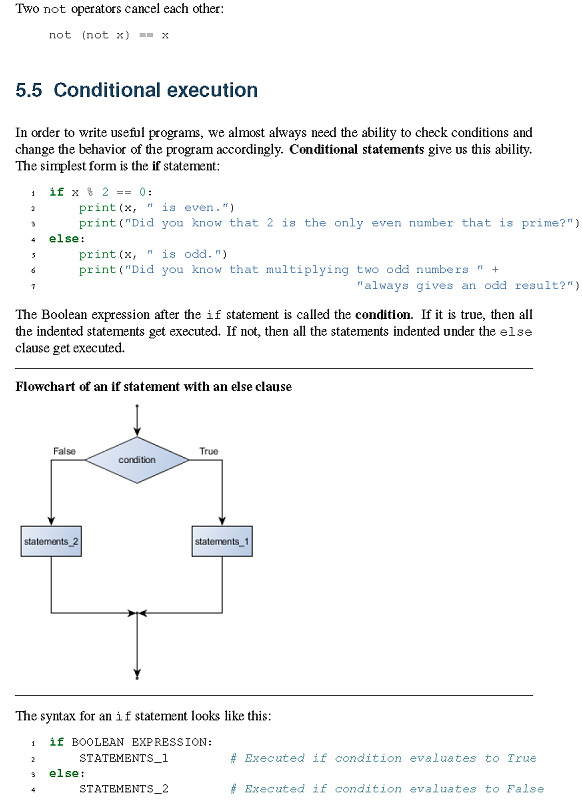 Two not operators cancel each other:
not (not x) == x
5.5 Conditional execution
In order to write useful programs, we almost always need the ability to check conditions and
change the behavior of the program accordingly. Conditional statements give us this ability.
The simplest form is the if statement:
1 if x % 2 == 0:
2 print(x, " is even.")
3 print("Did you know that 2 is the only even number that is prime?")
4 else:
5 print(x, " is odd.")
6 print("Did you know that multiplying two odd numbers " +
7 "always gives an odd result?")
The Boolean expression after the if statement is called the condition. If it is true, then all
the indented statements get executed. If not, then all the statements indented under the else
clause get executed.
Flowchart of an if statement with an else clause
False
True
condition
statements_2
statements_1
The syntax for an if statement looks like this:
1 if BOOLEAN EXPRESSION:
2 STATEMENTS_1 # Executed if condition evaluates to True
3 else:
4 STATEMENTS_2 # Executed if condition evaluates to False